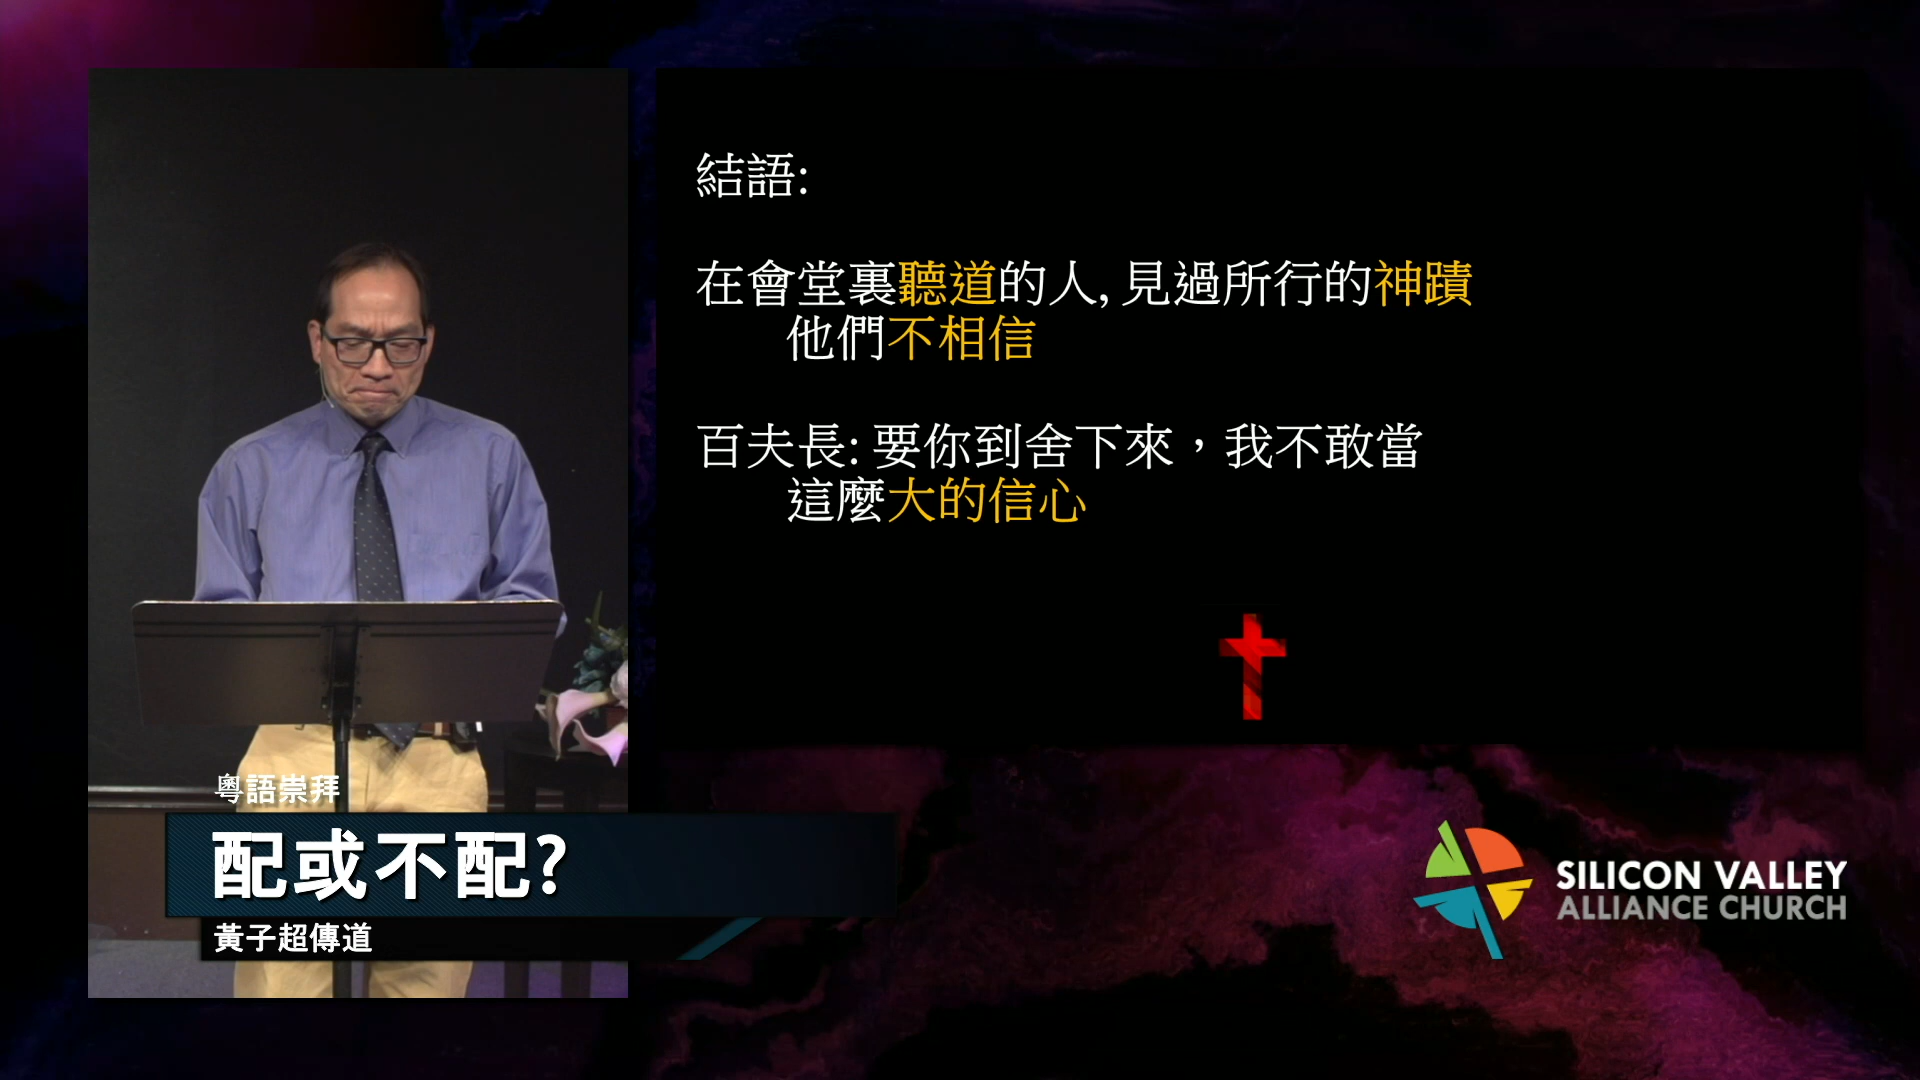 結語:
在會堂裏聽道的人, 見過所行的神蹟
他們不相信
百夫長: 要你到舍下來，我不敢當
這麼大的信心
粵語崇拜
配或不配?
黃子超傳道
SILICON VALLEY
ALLIANCE CHURCH